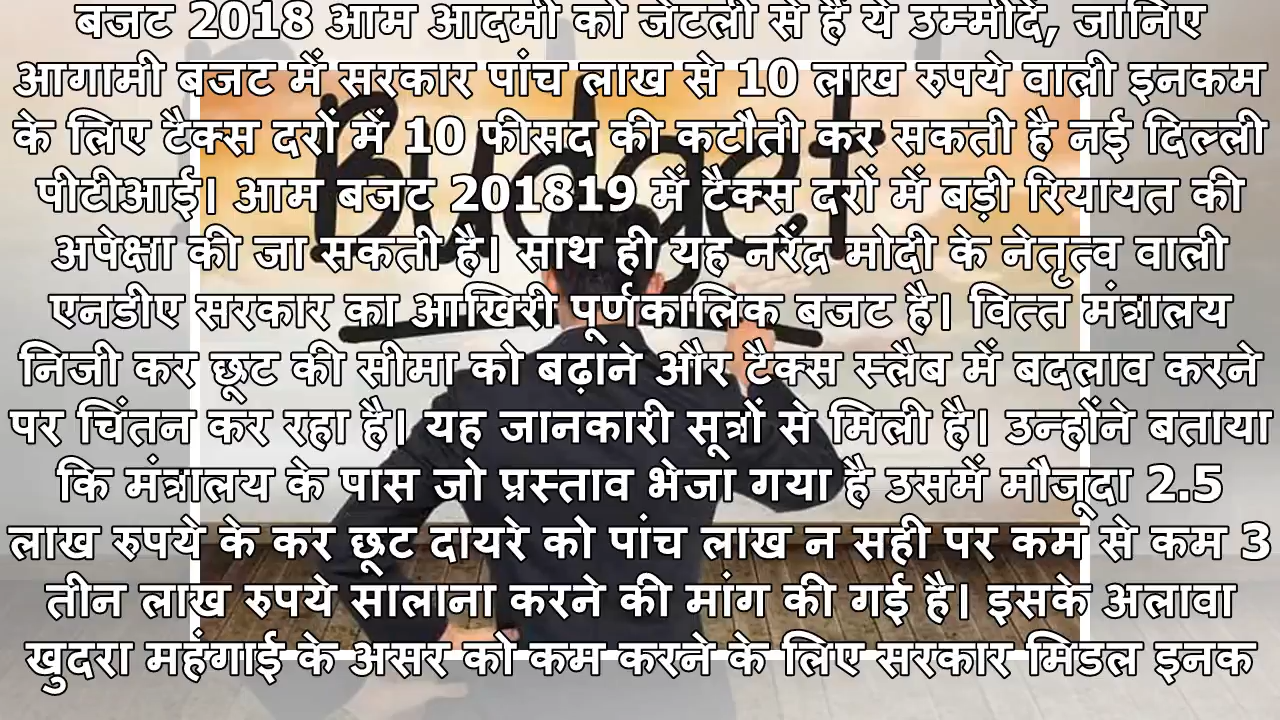 बजट 2018 आम आदमी को जेटली से हैं ये उम्मीदें, जानिए
आगामी बजट में सरकार पांच लाख से 10 लाख रुपये वाली इनकम
के लिए टैक्स दरों में 10 फीसद की कटौती कर सकती है नई दिल्ली
पीटीआई। आम बजट 201819 में टैक्स दरों में बड़ी रियायत की
अपेक्षा की जा सकती है। साथ ही यह नरेंद्र मोदी के नेतृत्व वाली
एनडीए सरकार का आखिरी पूर्णकालिक बजट है। वित्त मंत्रालय
निजी कर छूट की सीमा को बढ़ाने और टैक्स स्लैब में बदलाव करने
पर चिंतन कर रहा है। यह जानकारी सूत्रों से मिली है। उन्होंने बताया
कि मंत्रालय के पास जो प्रस्ताव भेजा गया है उसमें मौजूदा 2.5
लाख रुपये के कर छूट दायरे को पांच लाख न सही पर कम से कम 3
तीन लाख रुपये सालाना करने की मांग की गई है। इसके अलावा
खुदरा महंगाई के असर को कम करने के लिए सरकार मिडल इनक
Budget